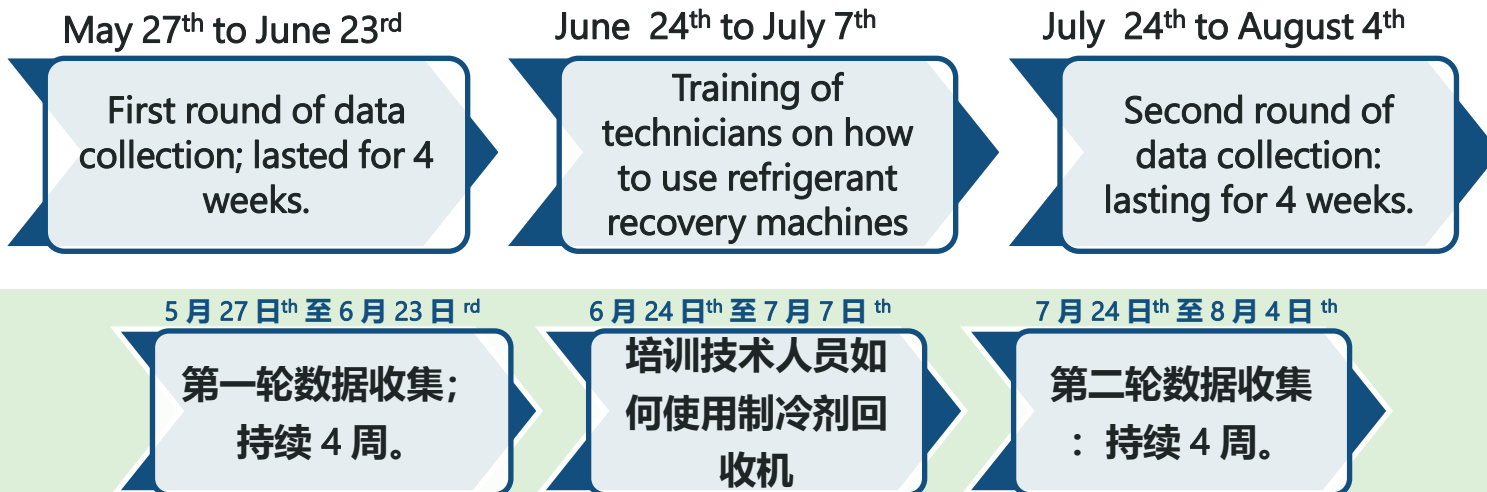 May 27th to June 23rd
First round of data
collection; lasted for 4
weeks.
June 24th to July 7th
Training of
technicians on how
to use refrigerant
recovery machines
July 24th to August 4th
Second round of
data collection:
lasting for 4 weeks.
5 月 27 日th 至 6 月 23 日 rd
第一轮数据收集；
持续 4 周。
6 月 24 日th 至 7 月 7 日 th
培训技术人员如
何使用制冷剂回
收机
7 月 24 日th 至 8 月 4 日 th
第二轮数据收集
：持续 4 周。